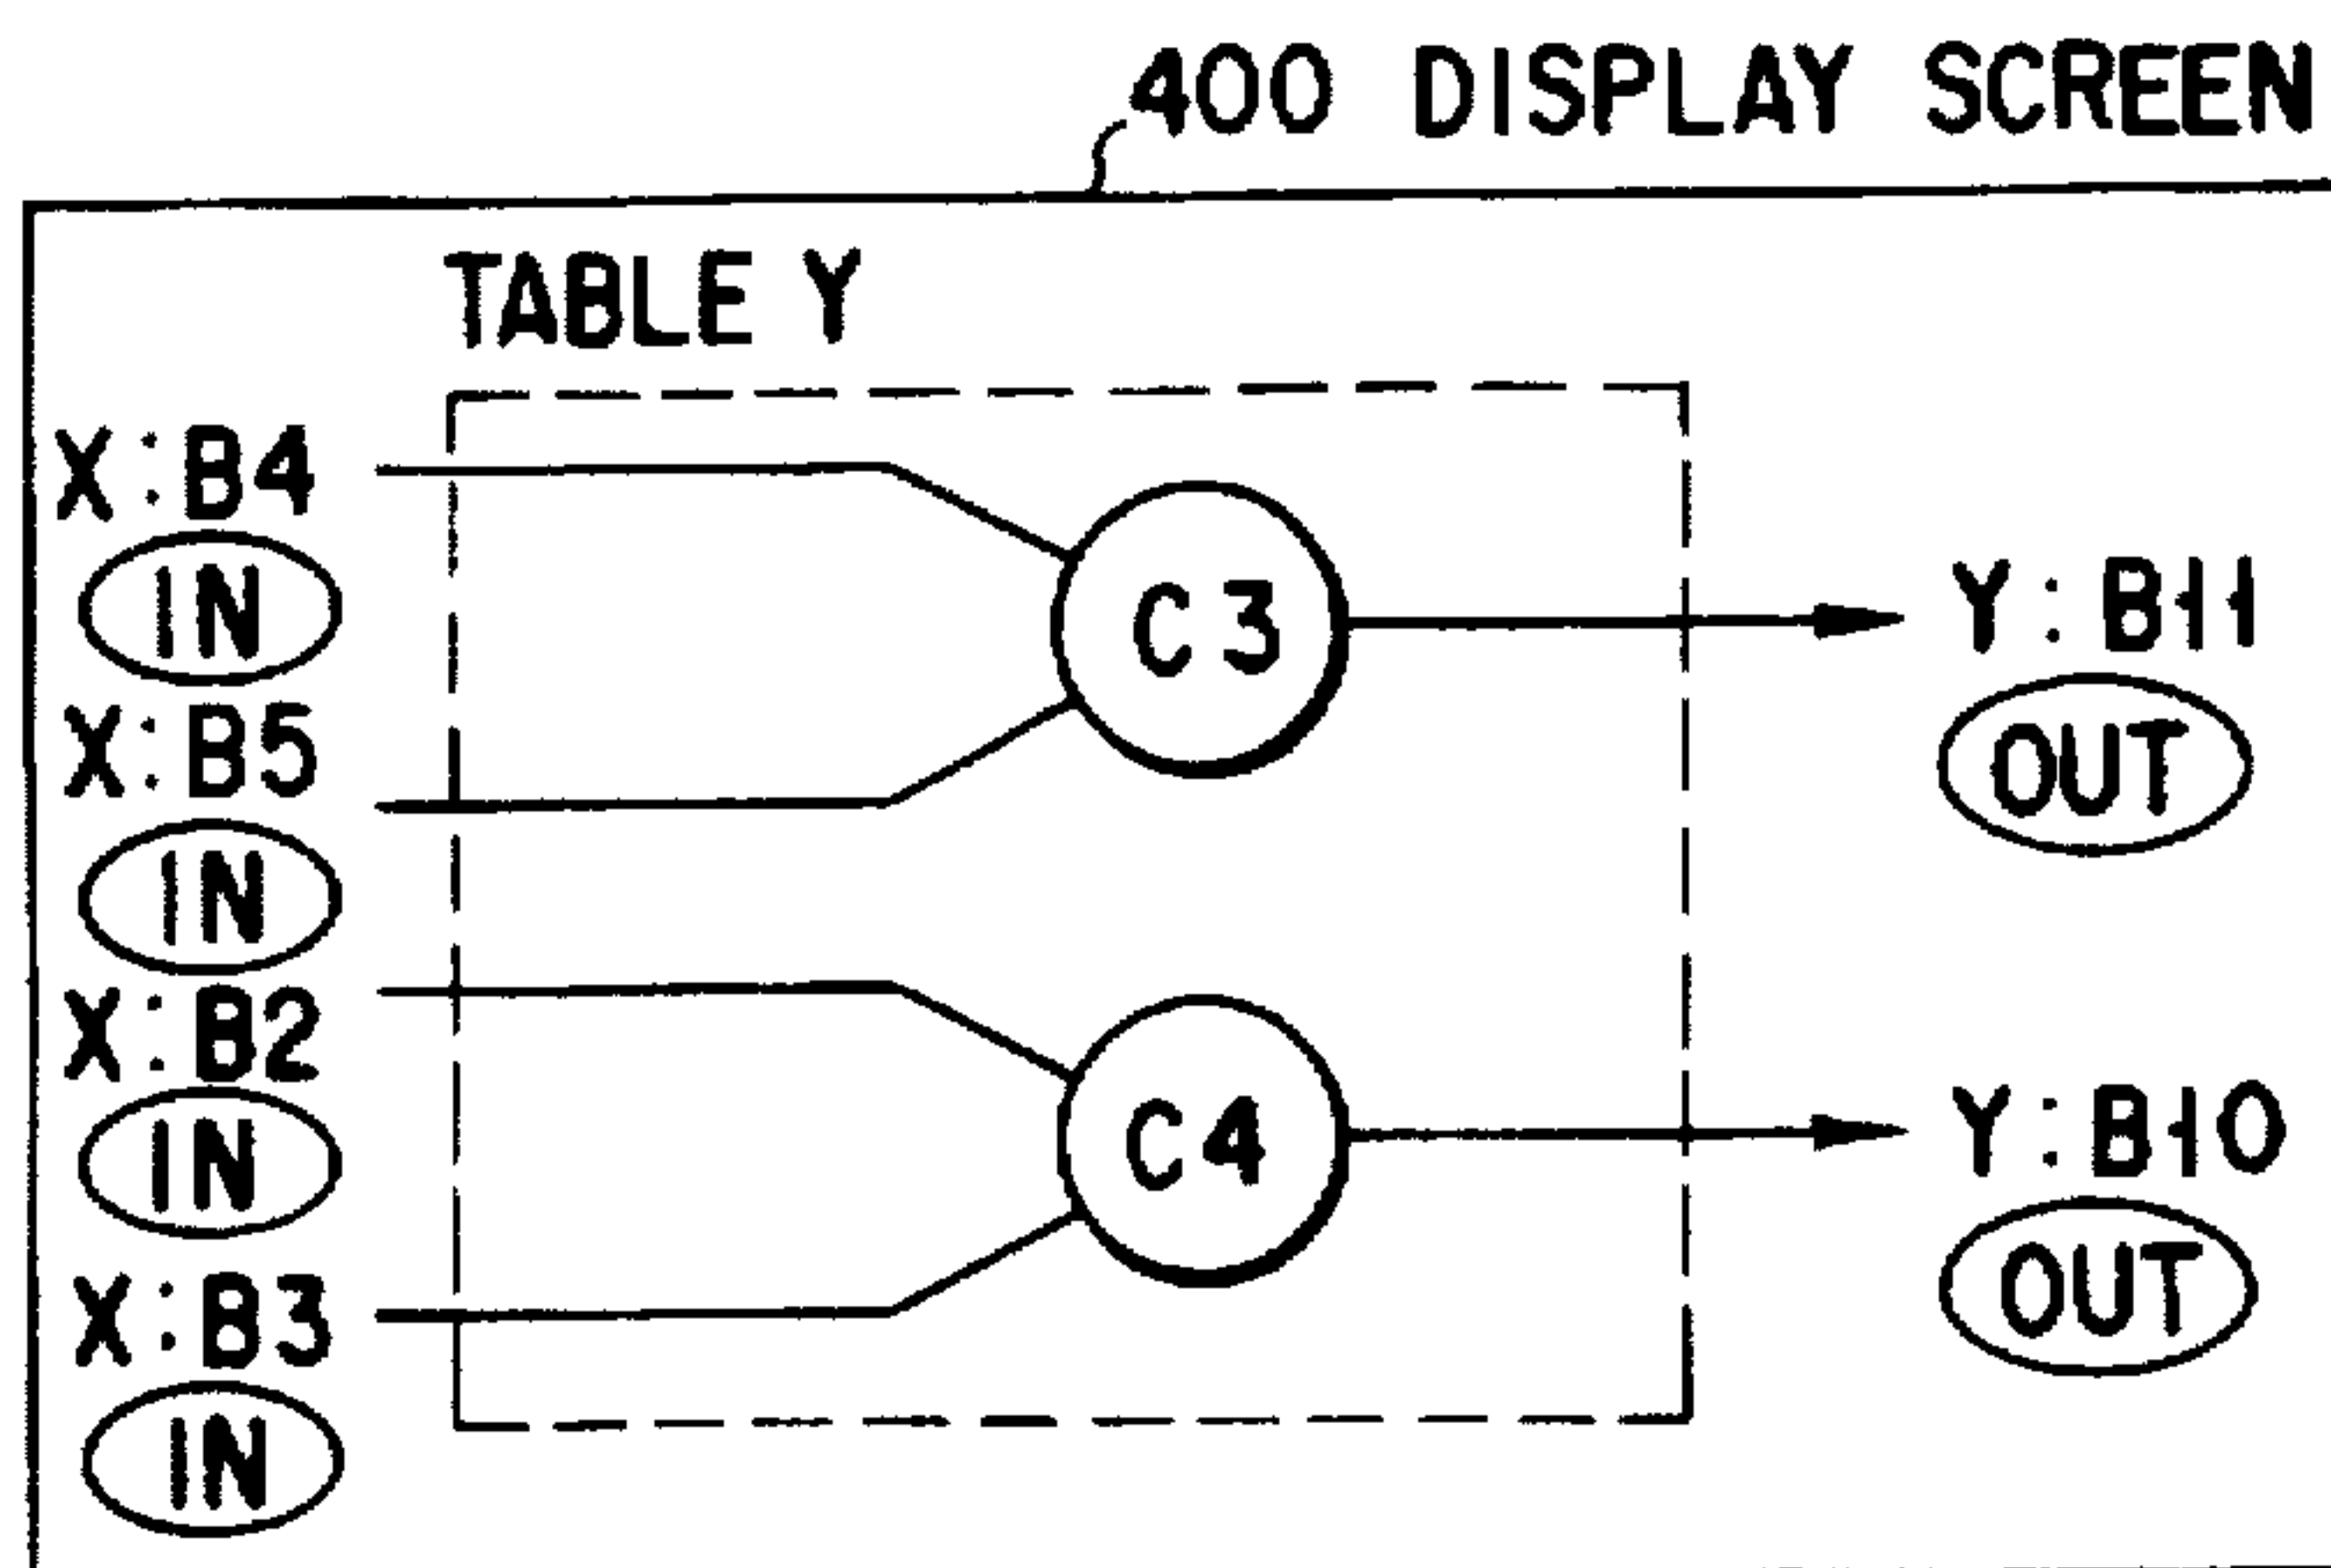 400 DISPLAY SCREEN
TABLE Y
X:B4
IN
X:B5
IN
X:B2
IN
X:B3
IN
C3
C4
Y:B11
OUT
Y:B10
OUT